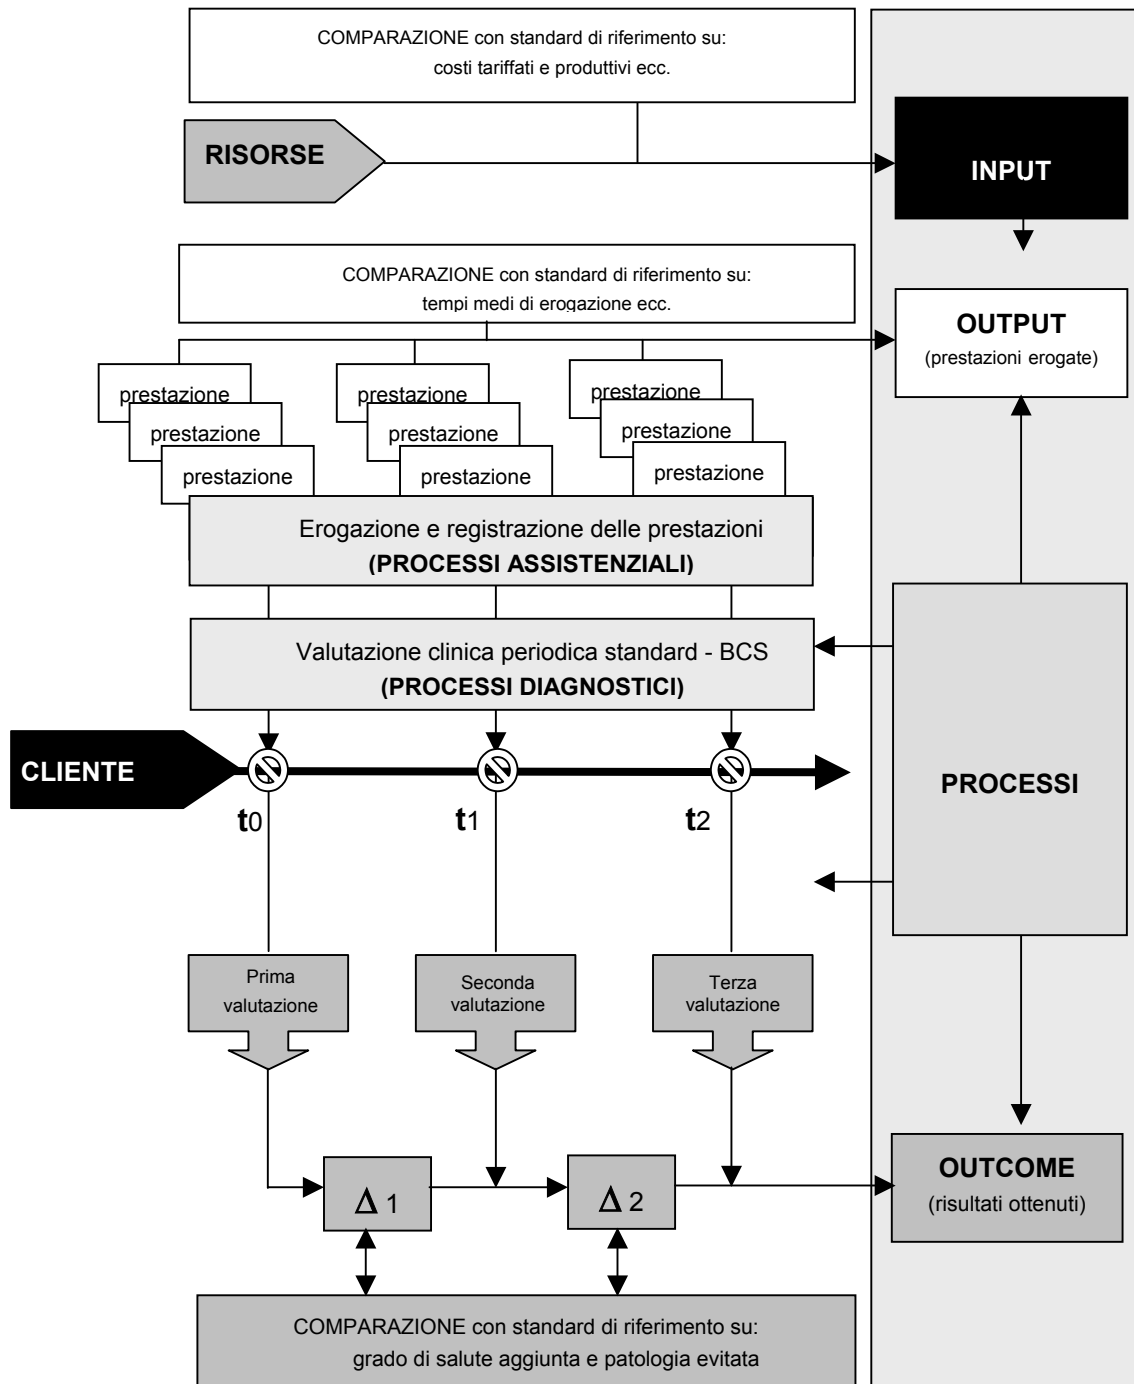 COMPARAZIONE con standard di riferimento su:
costi tariffati e produttivi ecc.
RISORSE
INPUT
COMPARAZIONE con standard di riferimento su:
tempi medi di erogazione ecc.
OUTPUT
(prestazioni erogate)
prestazione
prestazione
prestazione
prestazione
prestazione
prestazione
prestazione
prestazione
prestazione
Erogazione e registrazione delle prestazioni
(PROCESSI ASSISTENZIALI)
Valutazione clinica periodica standard - BCS
(PROCESSI DIAGNOSTICI)
CLIENTE
PROCESSI
t0
t1
t2
Prima
valutazione
Seconda
valutazione
Terza
valutazione
Δ 1
Δ 2
OUTCOME
(risultati ottenuti)
COMPARAZIONE con standard di riferimento su:
grado di salute aggiunta e patologia evitata